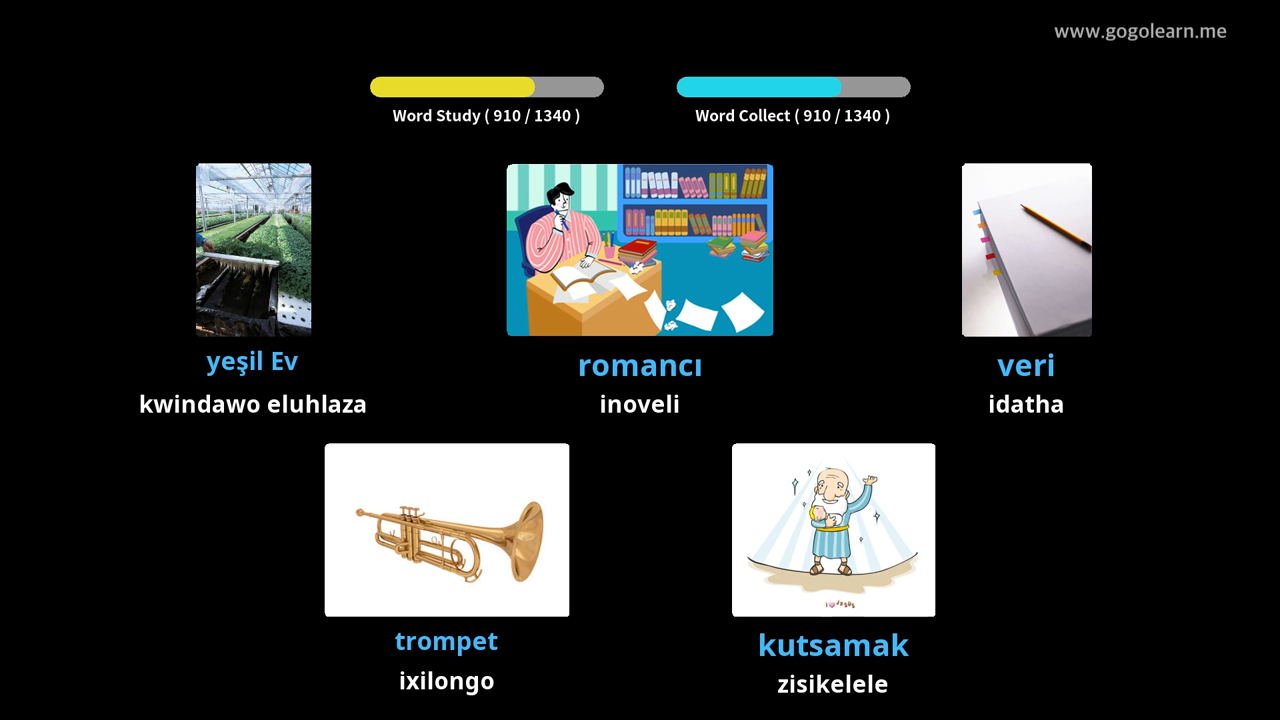 www.gogolearn.me
Word Study ( 910 / 1340 )
Word Collect ( 910 / 1340 )
yeşil Ev
kwindawo eluhlaza
romancı
inoveli
veri
idatha
trompet
ixilongo
I ❤ JESUS
kutsamak
zisikelele